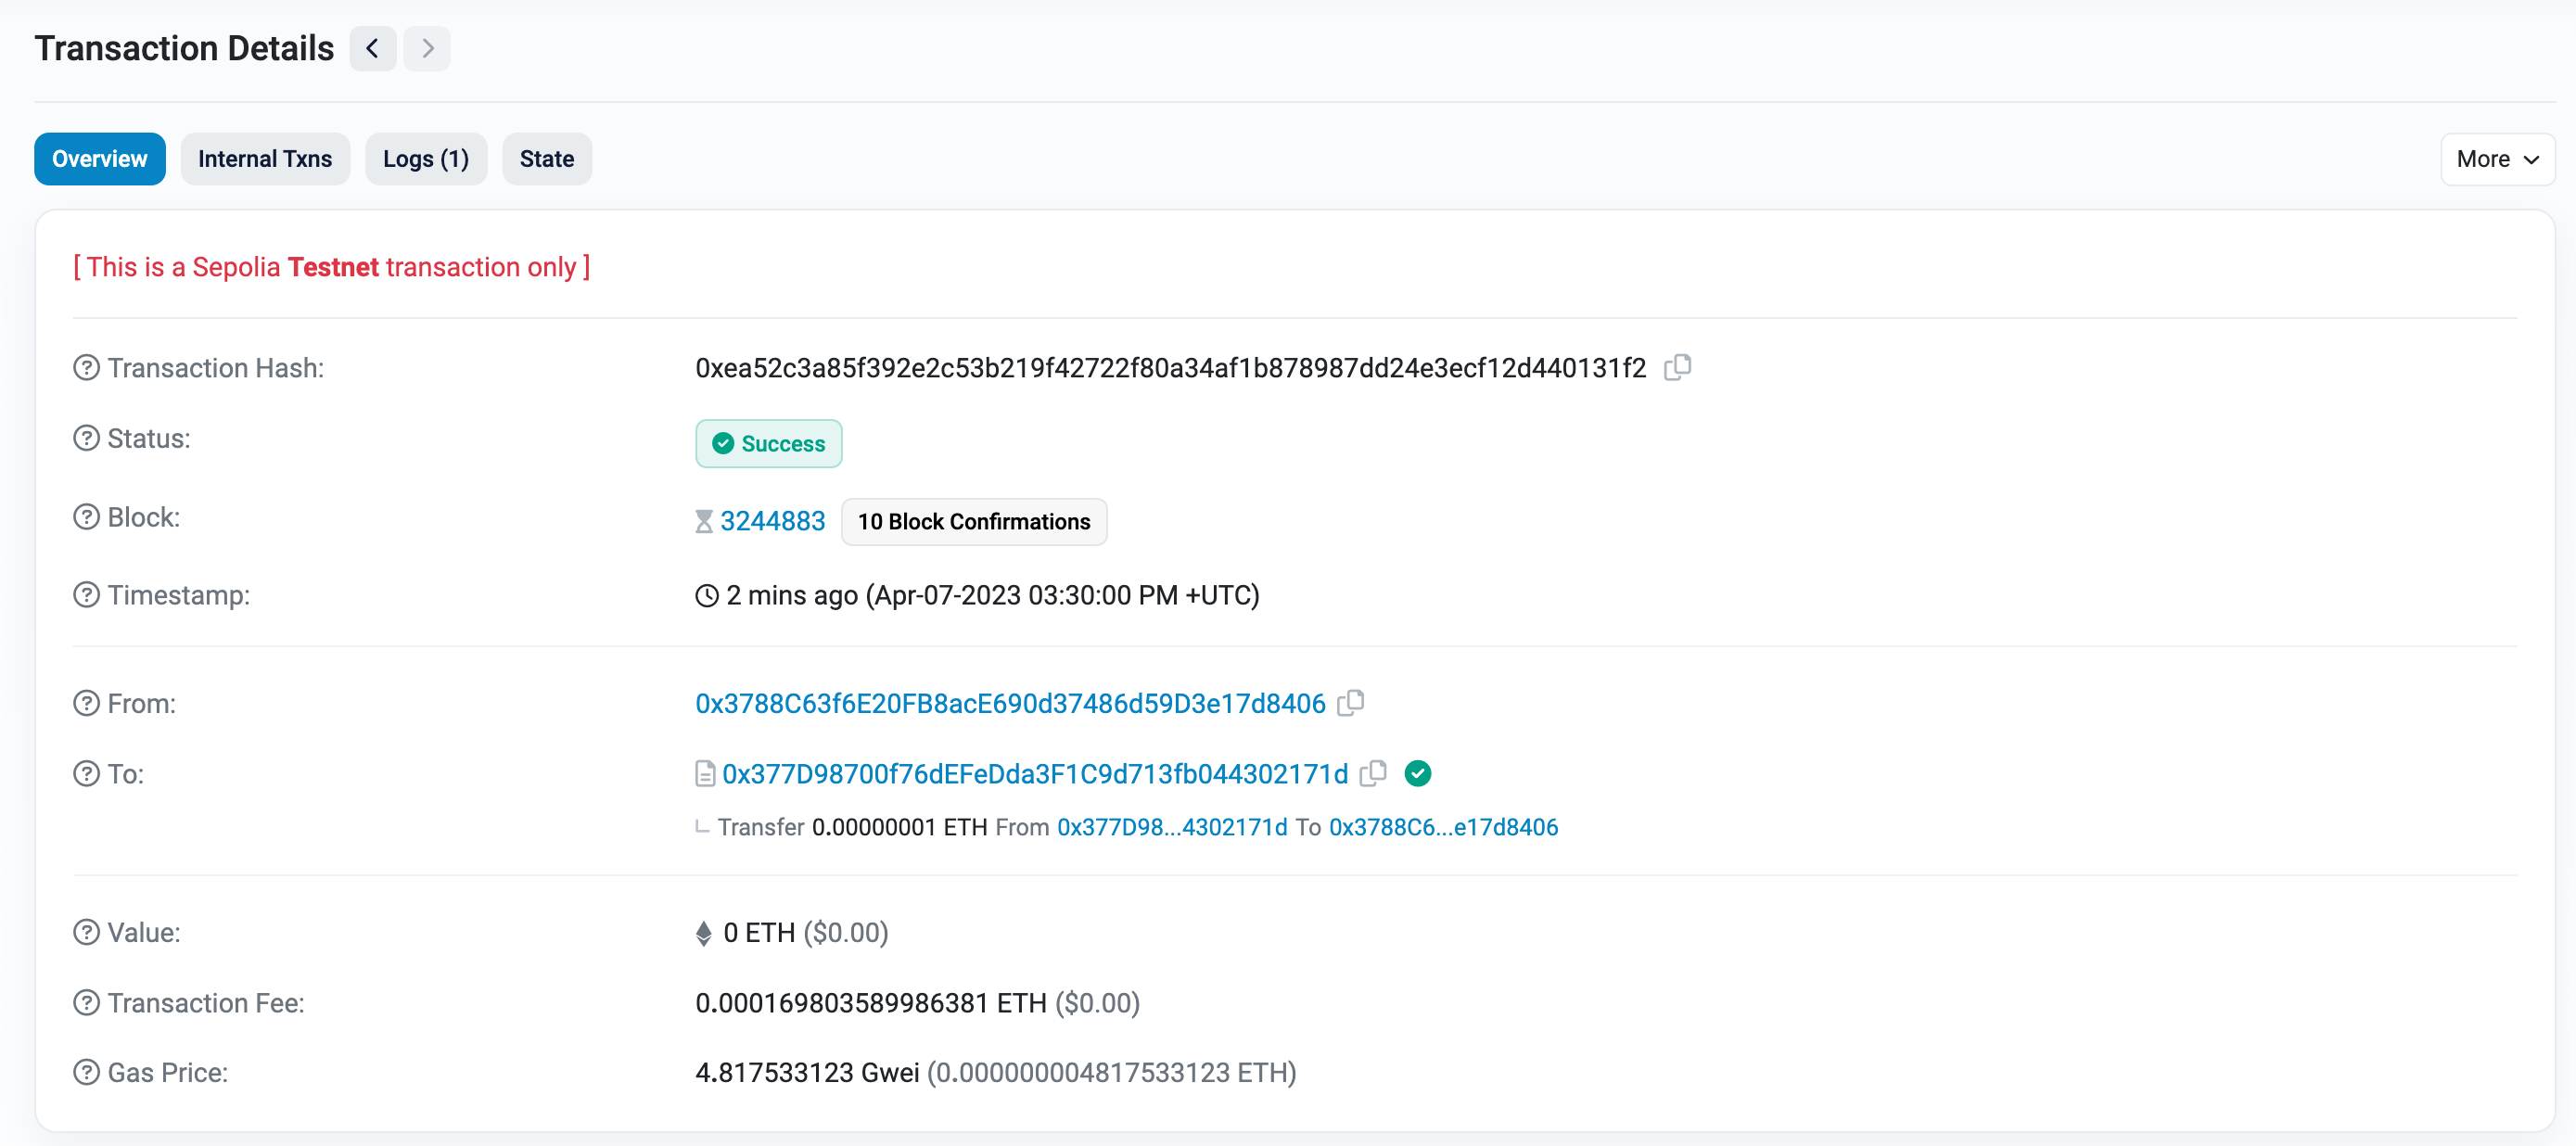 Transaction Details
Overview Internal Txns Logs (1) State More
[ This is a Sepolia Testnet transaction only ]
Transaction Hash: 0xea52c3a85f392e2c53b219f42722f80a34af1b878987dd24e3ecf12d440131f2
Status: Success
Block: 3244883 10 Block Confirmations
Timestamp: 2 mins ago (Apr-07-2023 03:30:00 PM +UTC)
From: 0x3788C63f6E20FB8acE690d37486d59D3e17d8406
To: 0x377D98700f76dEFeDda3F1C9d713fb044302171d
Transfer 0.00000001 ETH From 0x377D98...4302171d To 0x3788C6...e17d8406
Value: 0 ETH ($0.00)
Transaction Fee: 0.000169803589986381 ETH ($0.00)
Gas Price: 4.817533123 Gwei (0.000000004817533123 ETH)